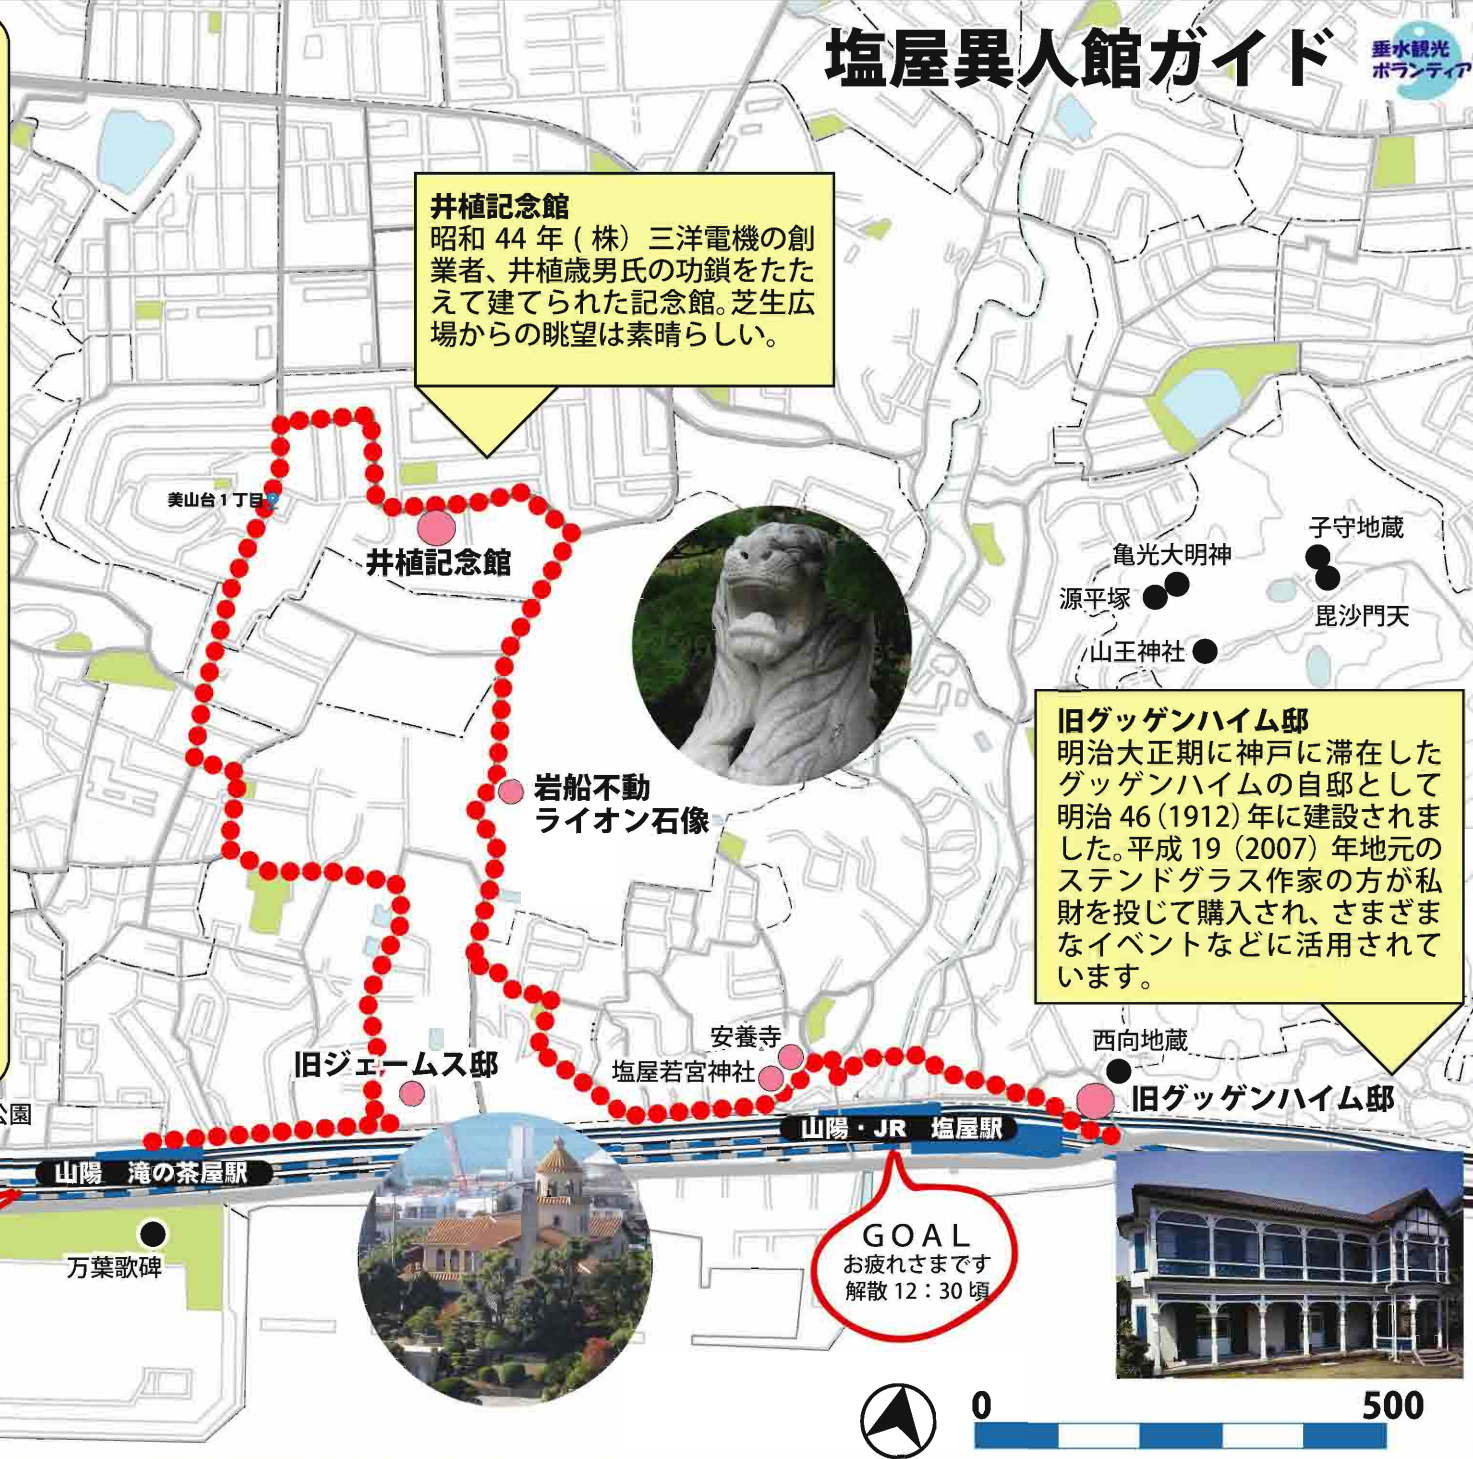 塩屋異人館ガイド
垂水観光
ボランティア
井植記念館
昭和 44 年 ( 株） 三洋電機の創
業者、井植歳男氏の功鎖をたた
えて建てられた記念館。芝生広
場からの眺望は素晴らしい。
美山台１丁目
井植記念館
子守地蔵
亀光大明神
源平塚
毘沙門天
山王神社
旧グッゲンハイム邸
明治大正期に神戸に滞在した
グッゲンハイムの自邸として
明治 46（1912）年に建設されま
した。平成 19（2007）年地元の
ステンドグラス作家の方が私
財を投じて購入され、さまざま
なイベントなどに活用されて
います。
岩船不動
ライオン石像
安養寺
塩屋若宮神社
西向地蔵
旧ジェームス邸
旧グッゲンハイム邸
公園
山陽・JR　塩屋駅
山陽　滝の茶屋駅
万葉歌碑
ＧＯＡＬ
お疲れさまです
解散 12：30 頃
0
500